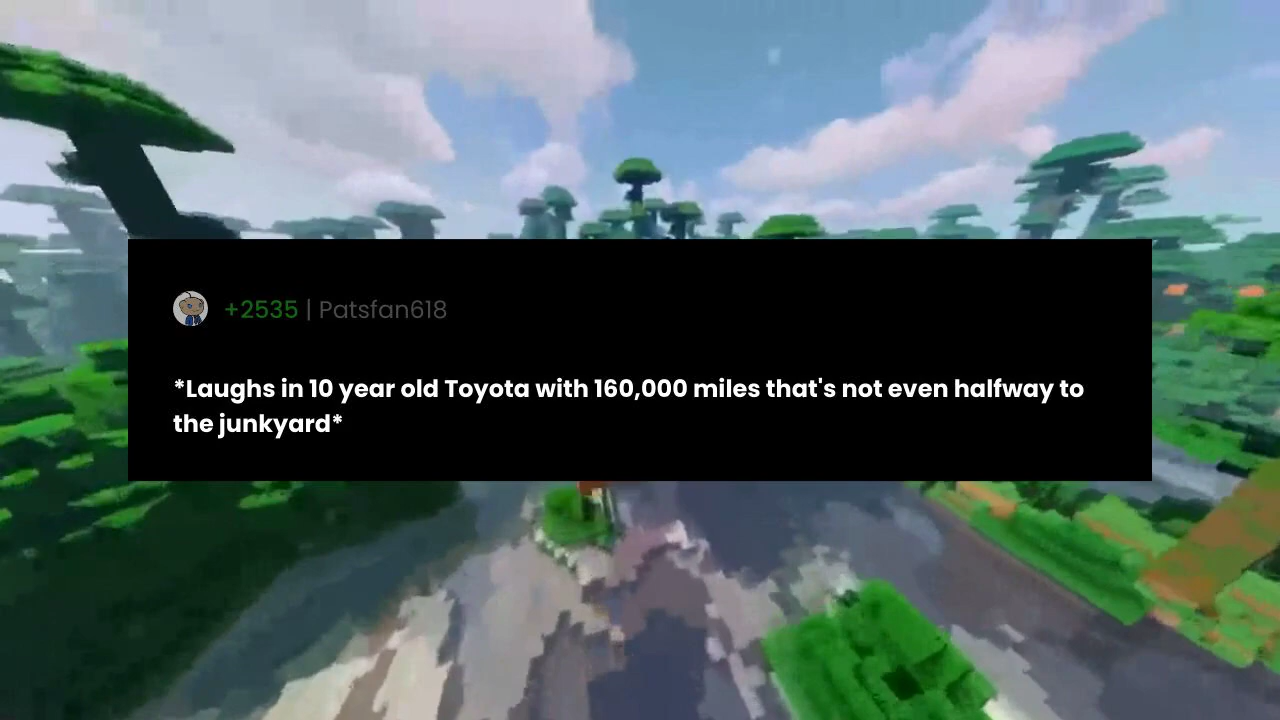 +2535 | Patsfan618
*Laughs in 10 year old Toyota with 160,000 miles that's not even halfway to
the junkyard*